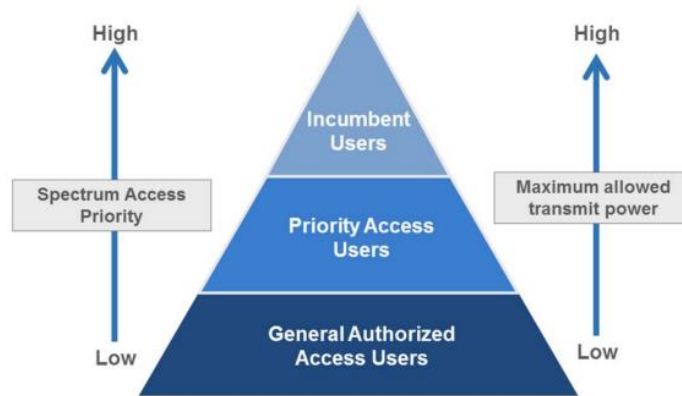 High
High
Incumbent
Users
Spectrum Access
Priority
Maximum allowed
transmit power
Priority Access
Users
General Authorized
Access Users
Low
Low